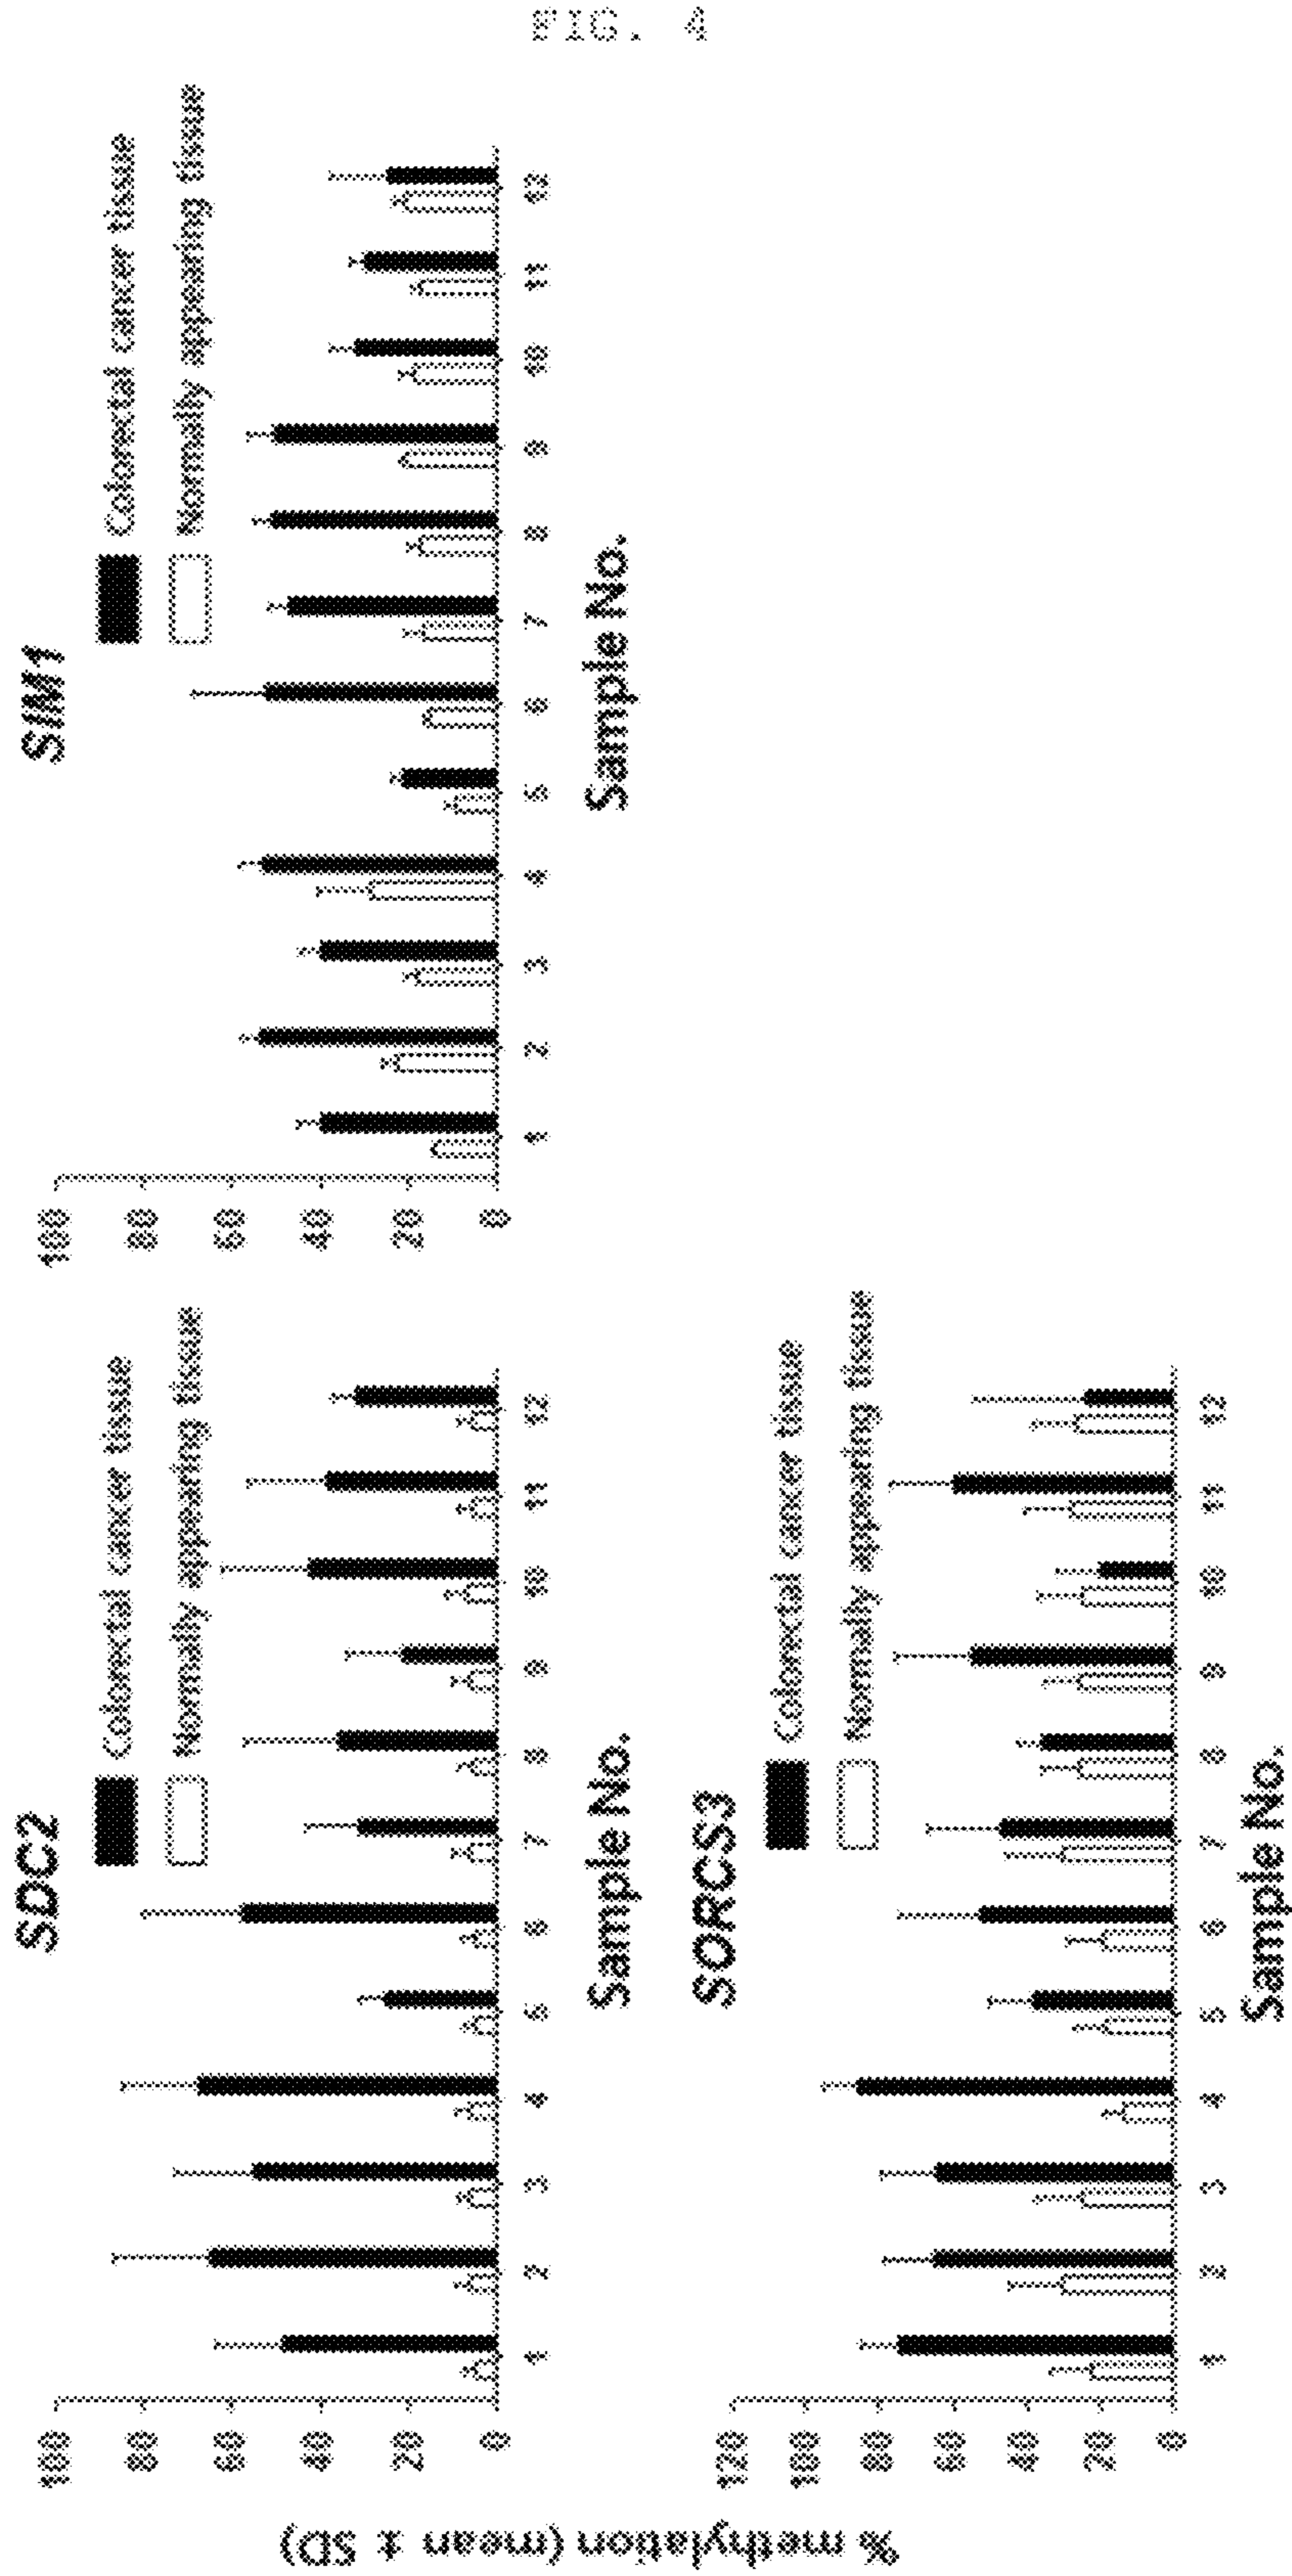 FIG. 4
% methylation (mean ± SD)
SDC2
Colorectal cancer tissue
Normally appearing tissue
100
80
60
40
20
0
1 2 3 4 5 6 7 8 9 10 11 12
Sample No.
SIM1
Colorectal cancer tissue
Normally appearing tissue
100
80
60
40
20
0
1 2 3 4 5 6 7 8 9 10 11 12
Sample No.
SORCS3
Colorectal cancer tissue
Normally appearing tissue
120
100
80
60
40
20
0
1 2 3 4 5 6 7 8 9 10 11 12
Sample No.